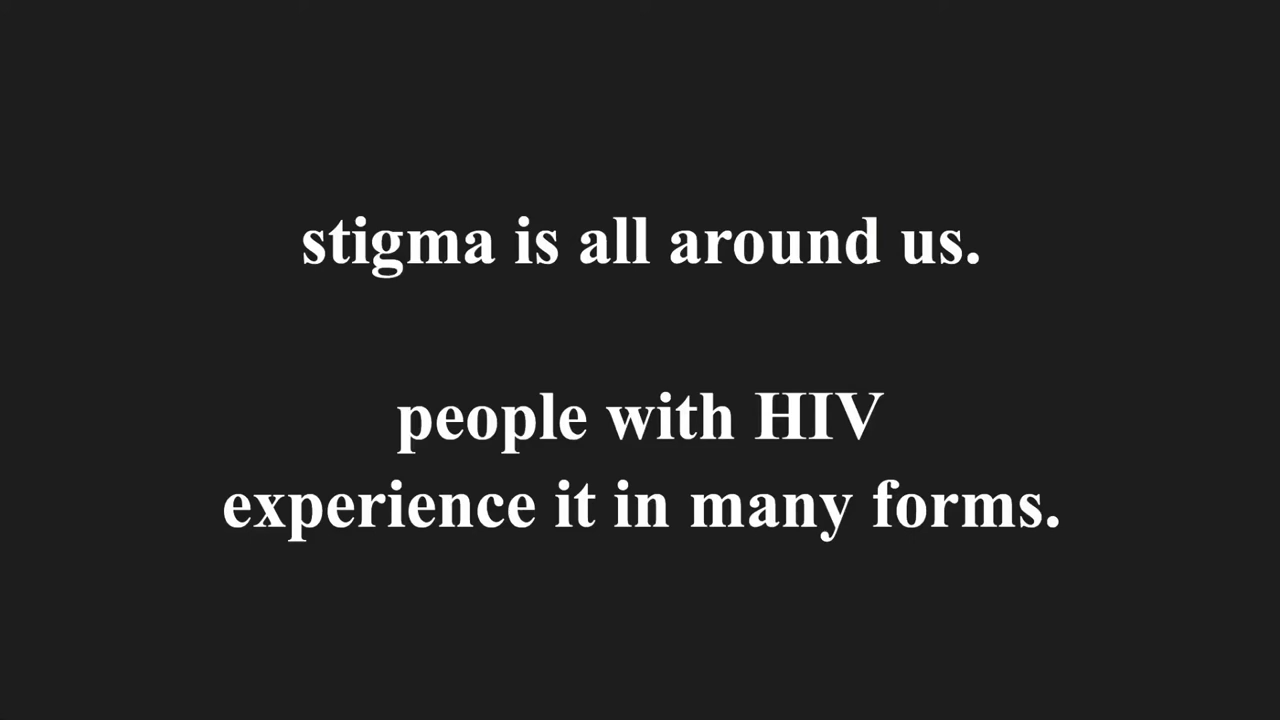 stigma is all around us.
people with HIV
experience it in many forms.